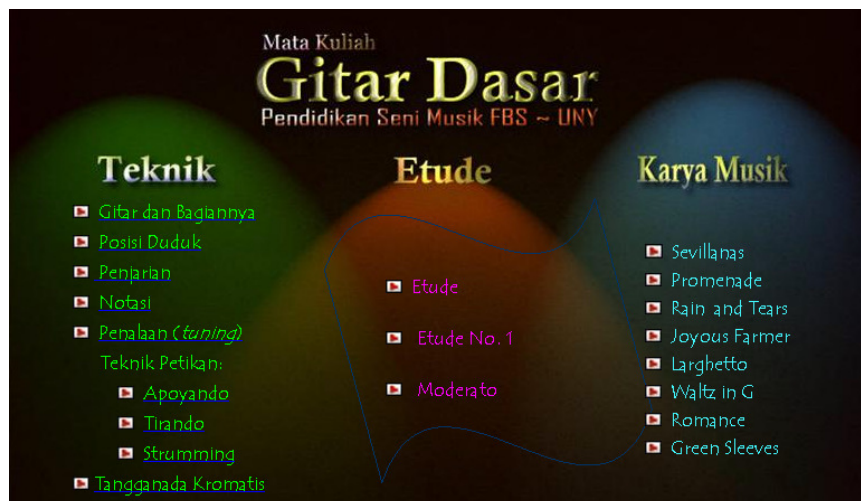 Mata Kuliah
Gitar Dasar
Pendidikan Seni Musik FBS ~ UNY
Teknik
Gitar dan Bagiannya
Posisi Duduk
Penjarian
Notasi
Penalaan (tuning)
Teknik Petikan:
Apoyando
Tirando
Strumming
Tangganada Kromatis
Etude
Etude
Etude No. 1
Moderato
Karya Musik
Sevillanas
Promenade
Rain and Tears
Joyous Farmer
Larghetto
Waltz in G
Romance
Green Sleeves